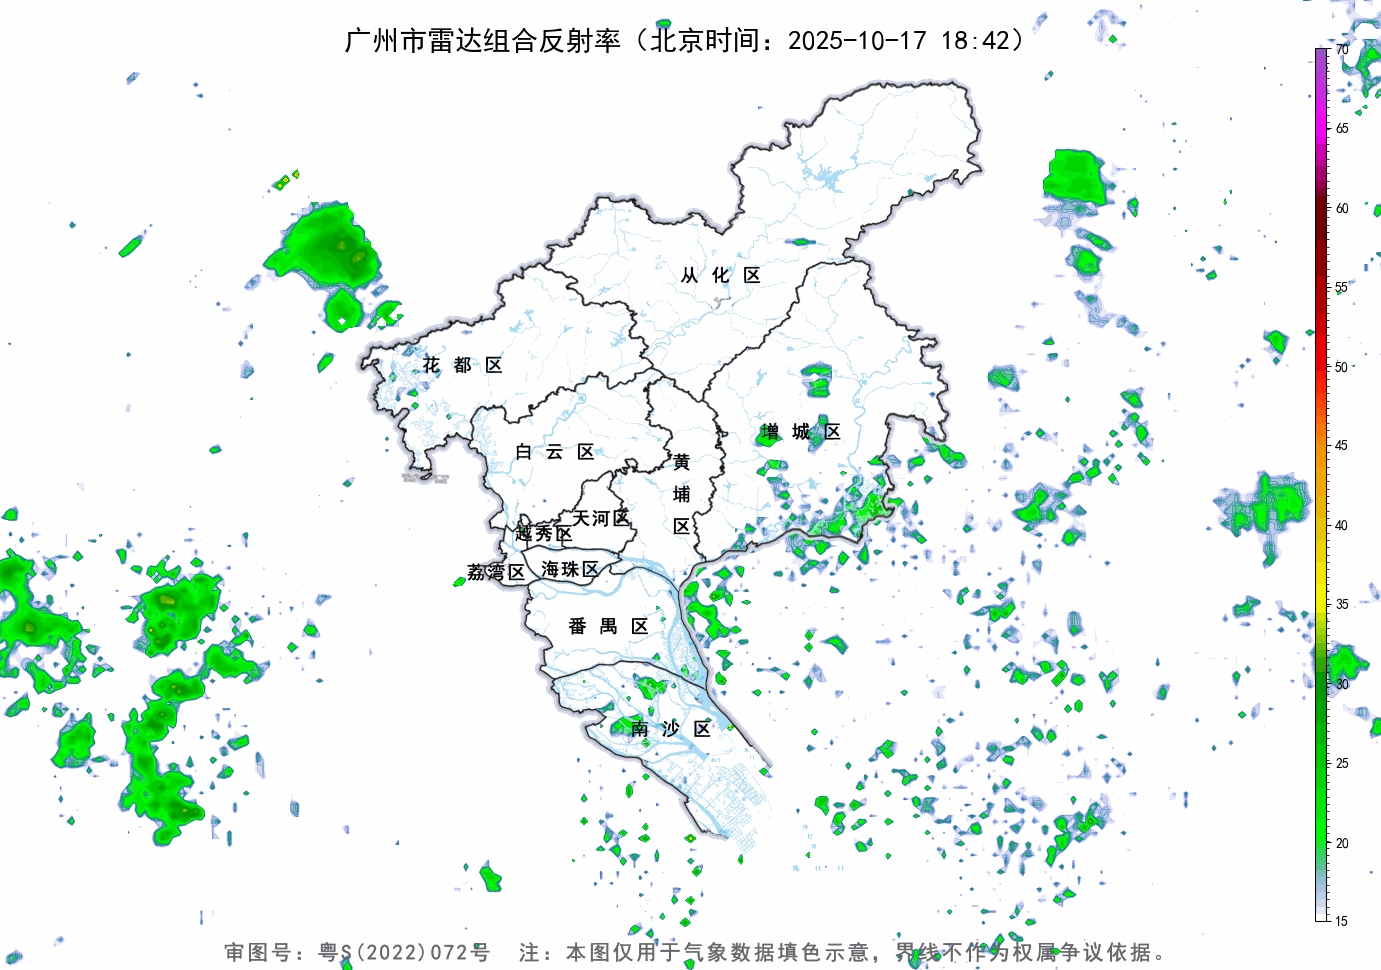 广州市雷达组合反射率（北京时间：2025-10-17 18:42）
70
65
60
55
50
45
40
35
30
25
20
15
从化区
花都区
增城区
白云区
黄埔区
天河区
越秀区
荔湾区
海珠区
番禺区
南沙区
审图号：粤S(2022)072号 注：本图仅用于气象数据填色示意，界线不作为权属争议依据。